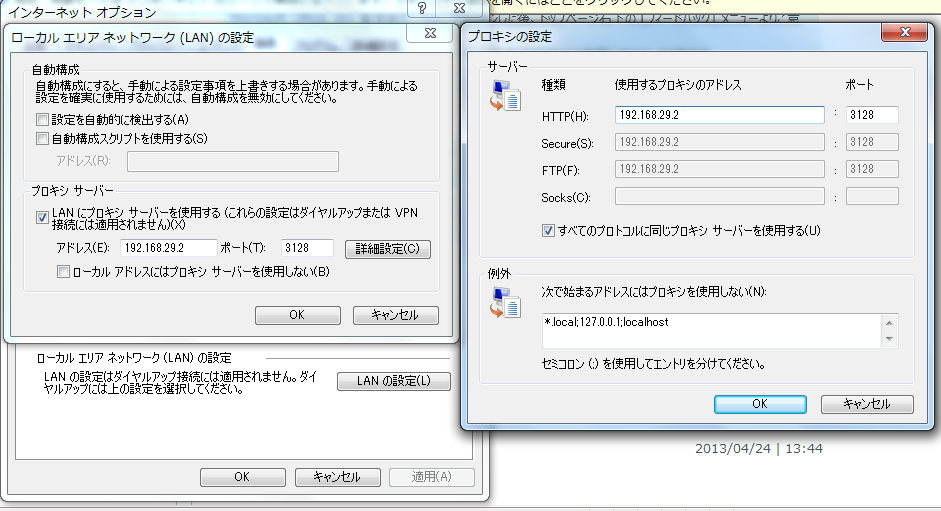 インターネット オプション
?
を開くにはここをクリックしてください。
ローカル エリア ネットワーク (LAN) の設定
自動構成
自動構成にすると、手動による設定事項を上書きする場合があります。手動による
設定を確実に使用するためには、自動構成を無効にしてください。
設定を自動的に検出する(A)
自動構成スクリプトを使用する(S)
アドレス(R):
プロキシ サーバー
LAN にプロキシ サーバーを使用する (これらの設定はダイヤルアップまたは VPN
接続には適用されません)(X)
アドレス(E): 192.168.29.2 ポート(T): 3128 詳細設定(C)
ローカル アドレスにはプロキシ サーバーを使用しない(B)
OK キャンセル
ローカル エリア ネットワーク (LAN) の設定
LAN の設定はダイヤルアップ接続には適用されません。ダイ
ヤルアップには上の設定を選択してください。
LAN の設定(L)
OK キャンセル 適用(A)
プロキシの設定
サーバー
種類 使用するプロキシのアドレス ポート
HTTP(H): 192.168.29.2 : 3128
Secure(S): 192.168.29.2 : 3128
FTP(F): 192.168.29.2 : 3128
Socks(C): :
すべてのプロトコルに同じプロキシ サーバーを使用する(U)
例外
次で始まるアドレスにはプロキシを使用しない(N):
*.local;127.0.0.1;localhost
セミコロン (;) を使用してエントリを分けてください。
OK キャンセル
2013/04/24 | 13:44